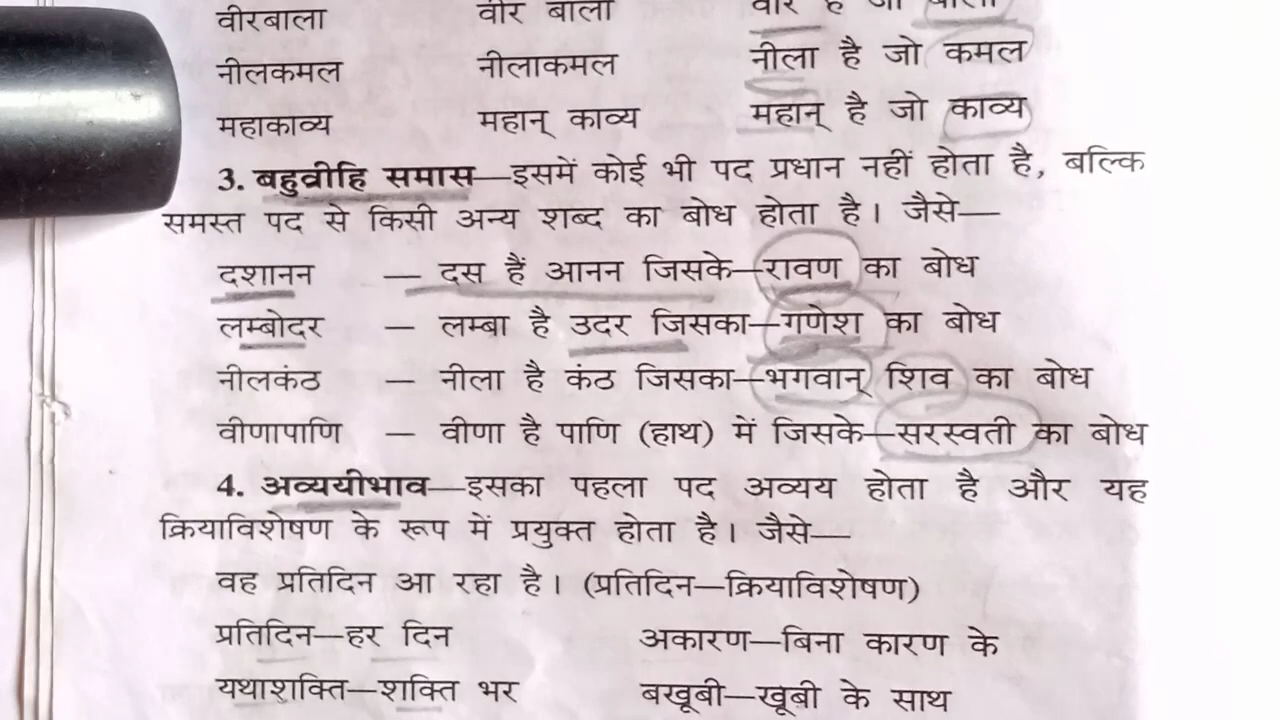 वीरबाला वीर बाला वीर है जो बाला
नीलकमल नीलाकमल नीला है जो कमल
महाकाव्य महान् काव्य महान् है जो काव्य
3. बहुव्रीहि समास—इसमें कोई भी पद प्रधान नहीं होता है, बल्कि
समस्त पद से किसी अन्य शब्द का बोध होता है। जैसे—
दशानन — दस हैं आनन जिसके—रावण का बोध
लम्बोदर — लम्बा है उदर जिसका—गणेश का बोध
नीलकंठ — नीला है कंठ जिसका—भगवान् शिव का बोध
वीणापाणि — वीणा है पाणि (हाथ) में जिसके—सरस्वती का बोध
4. अव्ययीभाव—इसका पहला पद अव्यय होता है और यह
क्रियाविशेषण के रूप में प्रयुक्त होता है। जैसे—
वह प्रतिदिन आ रहा है। (प्रतिदिन—क्रियाविशेषण)
प्रतिदिन—हर दिन अकारण—बिना कारण के
यथाशक्ति—शक्ति भर बखूबी—खूबी के साथ